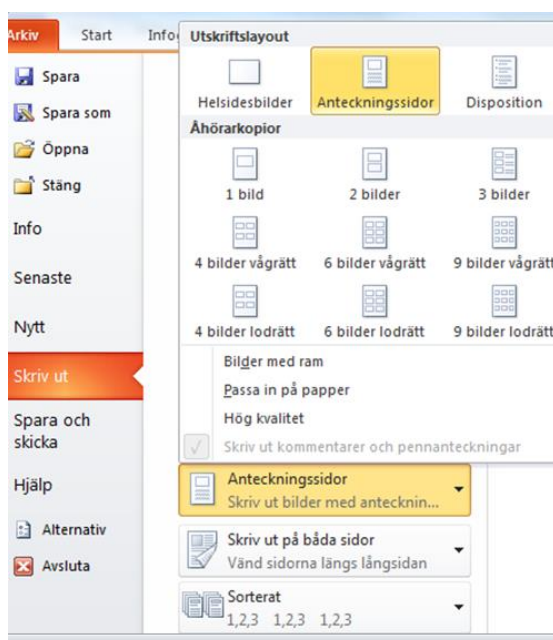 Arkiv Start Info
Spara
Spara som
Öppna
Stäng
Info
Senaste
Nytt
Skriv ut
Spara och
skicka
Hjälp
Alternativ
Avsluta
Utskriftslayout
Helsidesbilder Anteckningssidor Disposition
Åhörarkopior
1 bild 2 bilder 3 bilder
4 bilder vågrätt 6 bilder vågrätt 9 bilder vågrätt
4 bilder lodrätt 6 bilder lodrätt 9 bilder lodrätt
Bilder med ram
Passa in på papper
Hög kvalitet
Skriv ut kommentarer och pennanteckningar
Anteckningssidor
Skriv ut bilder med antecknin...
Skriv ut på båda sidor
Vänd sidorna längs långsidan
Sorterat
1,2,3 1,2,3 1,2,3